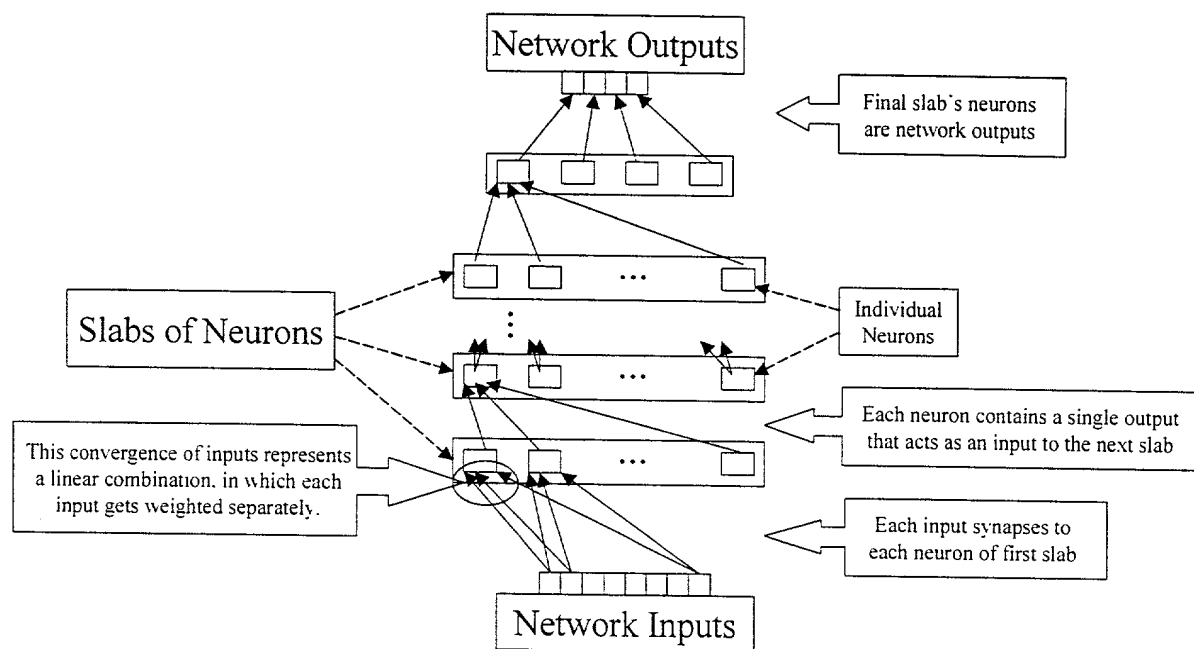 Network Outputs
Final slab's neurons
are network outputs
Slabs of Neurons
Individual
Neurons
Each neuron contains a single output
that acts as an input to the next slab
This convergence of inputs represents
a linear combination, in which each
input gets weighted separately.
Each input synapses to
each neuron of first slab
Network Inputs